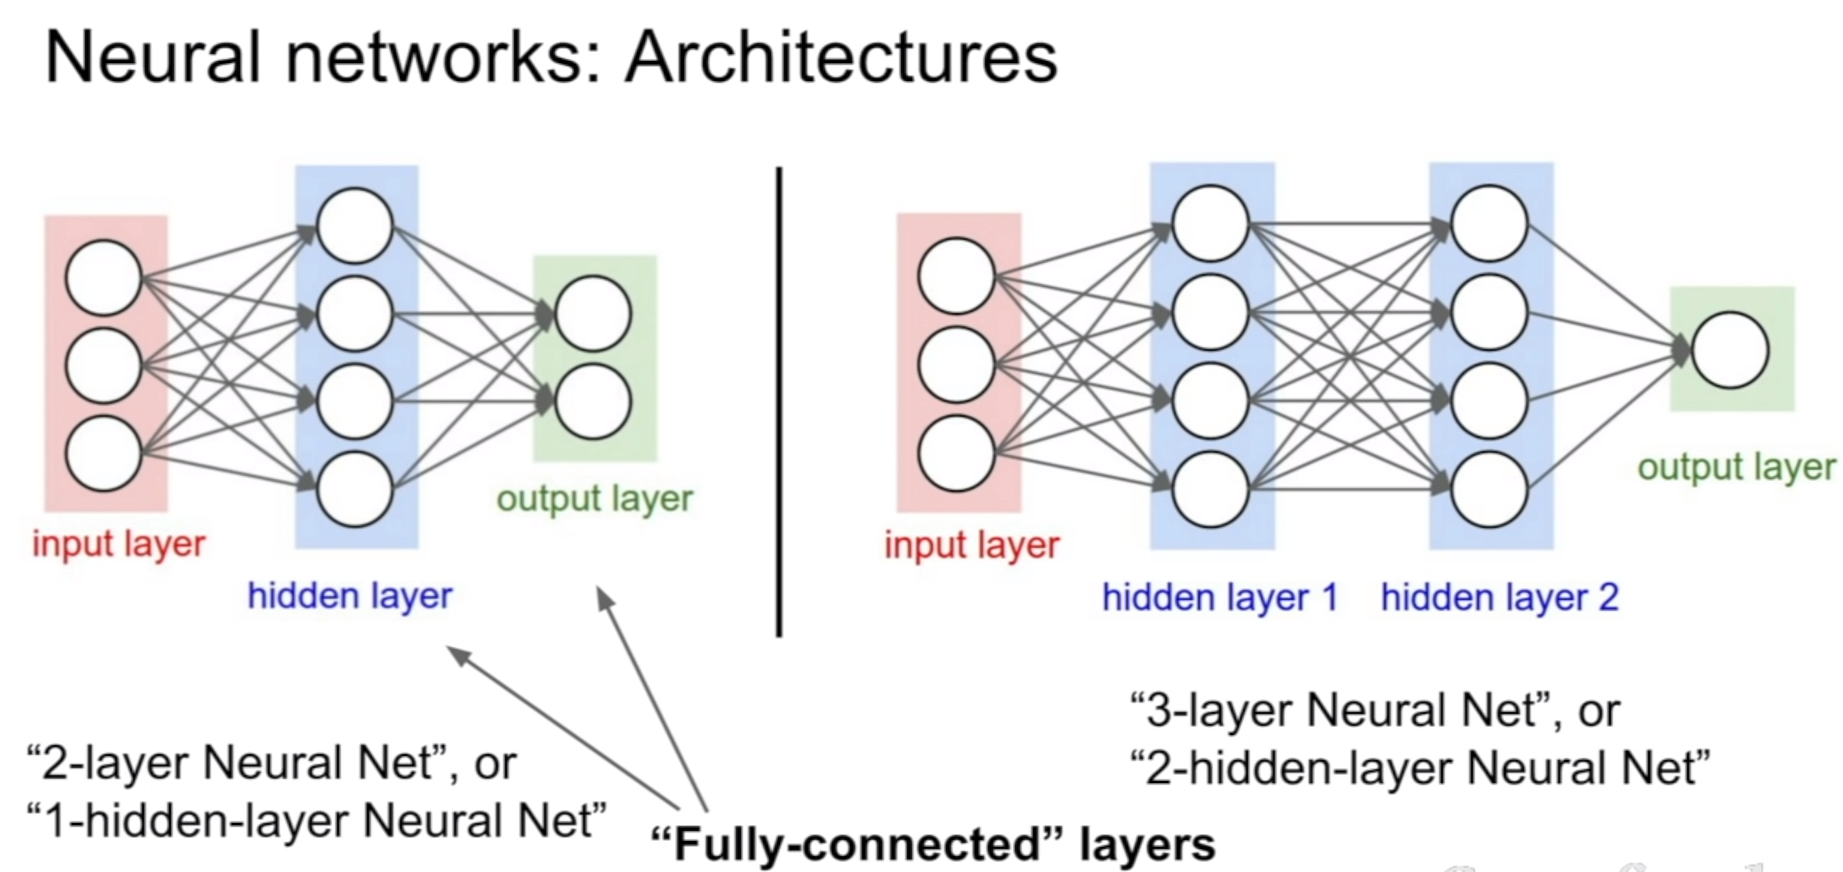 Neural networks: Architectures
input layer
hidden layer
output layer
“2-layer Neural Net”, or
“1-hidden-layer Neural Net”
“Fully-connected” layers
input layer
hidden layer 1
hidden layer 2
output layer
“3-layer Neural Net”, or
“2-hidden-layer Neural Net”